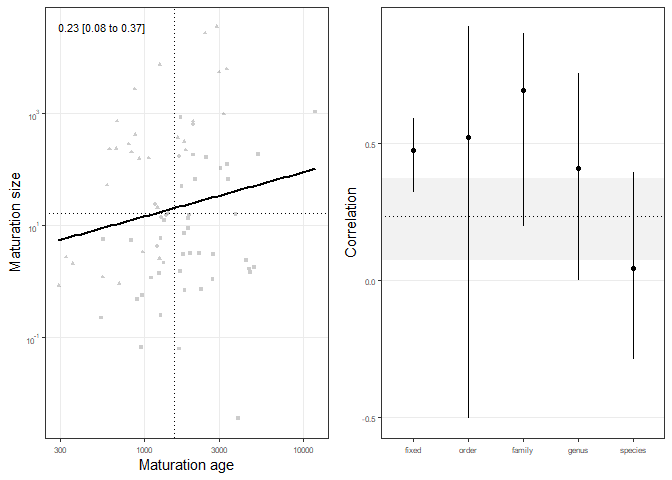 0.23 [0.08 to 0.37]
Maturation size
10³
10¹
10⁻¹
300
1000
3000
10000
Maturation age
Correlation
0.5
0.0
-0.5
fixed
order
family
genus
species